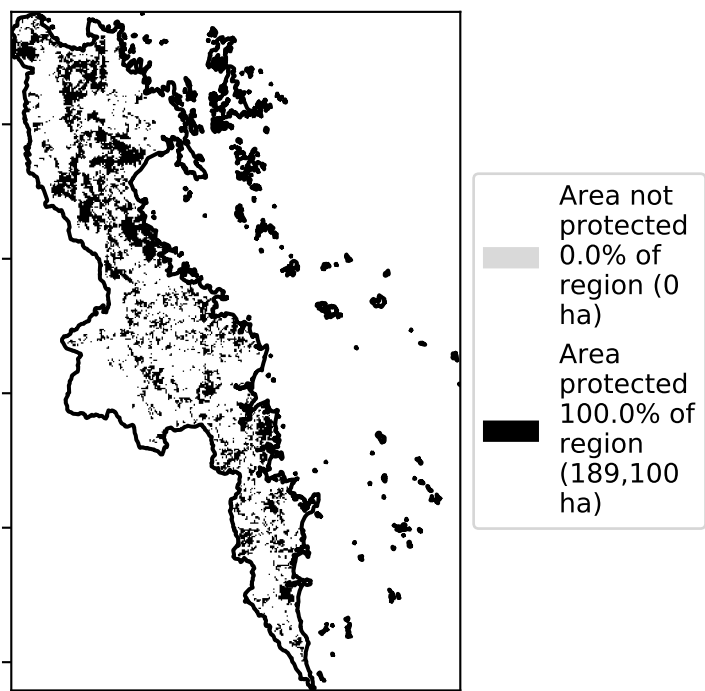 Area not
protected
0.0% of
region (0
ha)
Area
protected
100.0% of
region
(189,100
ha)